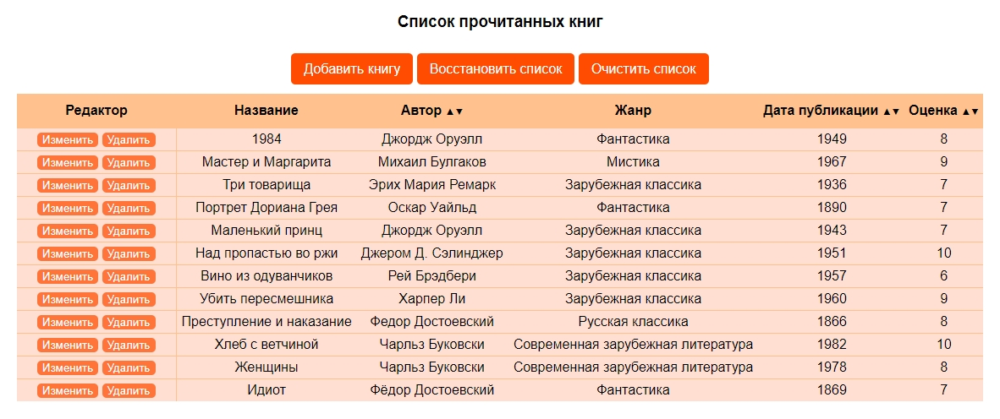 Список прочитанных книг
Добавить книгу Восстановить список Очистить список
Редактор Название Автор ▲▼ Жанр Дата публикации ▲▼ Оценка ▲▼
Изменить Удалить 1984 Джордж Оруэлл Фантастика 1949 8
Изменить Удалить Мастер и Маргарита Михаил Булгаков Мистика 1967 9
Изменить Удалить Три товарища Эрих Мария Ремарк Зарубежная классика 1936 7
Изменить Удалить Портрет Дориана Грея Оскар Уайльд Фантастика 1890 7
Изменить Удалить Маленький принц Джордж Оруэлл Зарубежная классика 1943 7
Изменить Удалить Над пропастью во ржи Джером Д. Сэлинджер Зарубежная классика 1951 10
Изменить Удалить Вино из одуванчиков Рей Брэдбери Зарубежная классика 1957 6
Изменить Удалить Убить пересмешника Харпер Ли Зарубежная классика 1960 9
Изменить Удалить Преступление и наказание Федор Достоевский Русская классика 1866 8
Изменить Удалить Хлеб с ветчиной Чарльз Буковски Современная зарубежная литература 1982 10
Изменить Удалить Женщины Чарльз Буковски Современная зарубежная литература 1978 8
Изменить Удалить Идиот Фёдор Достоевский Фантастика 1869 7